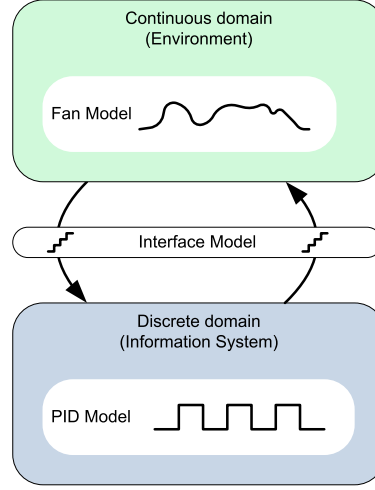 Continuous domain
(Environment)
Fan Model
Interface Model
Discrete domain
(Information System)
PID Model